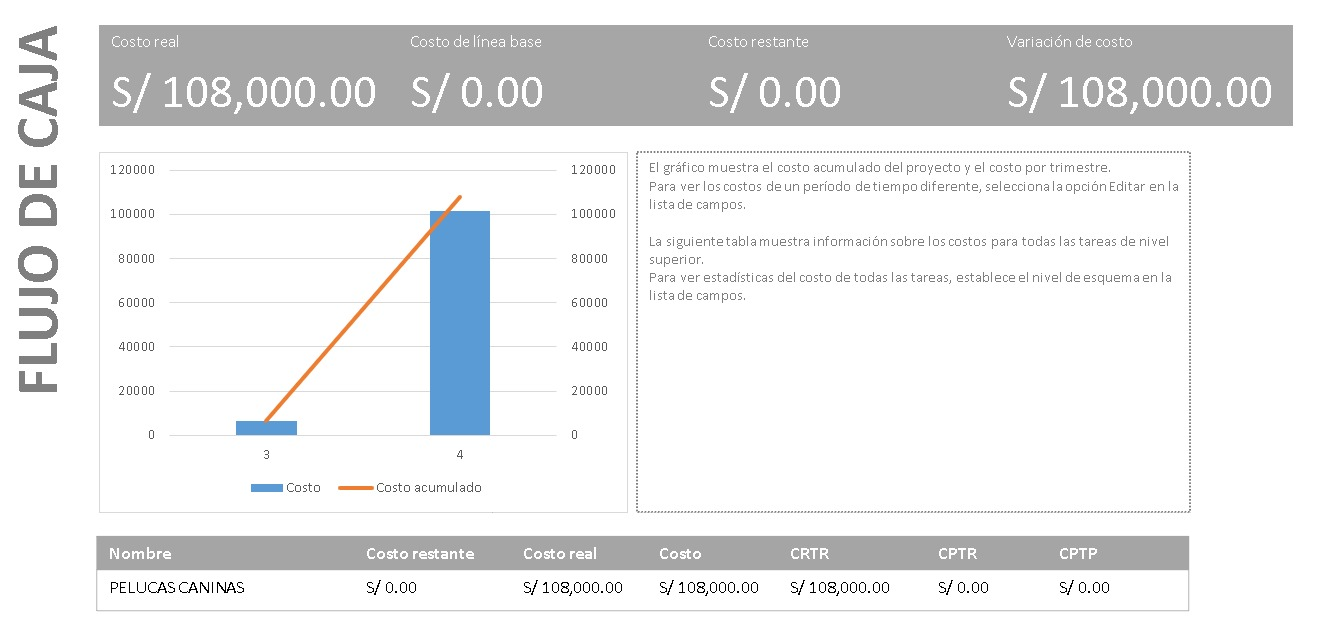 FLUJO DE CAJA
Costo real
S/ 108,000.00
Costo de línea base
S/ 0.00
Costo restante
S/ 0.00
Variación de costo
S/ 108,000.00
120000
100000
80000
60000
40000
20000
0
120000
100000
80000
60000
40000
20000
0
3 4
Costo Costo acumulado
El gráfico muestra el costo acumulado del proyecto y el costo por trimestre.
Para ver los costos de un período de tiempo diferente, selecciona la opción Editar en la
lista de campos.
La siguiente tabla muestra información sobre los costos para todas las tareas de nivel
superior.
Para ver estadísticas del costo de todas las tareas, establece el nivel de esquema en la
lista de campos.
Nombre Costo restante Costo real Costo CRTR CPTR CPTP
PELUCAS CANINAS S/ 0.00 S/ 108,000.00 S/ 108,000.00 S/ 108,000.00 S/ 0.00 S/ 0.00